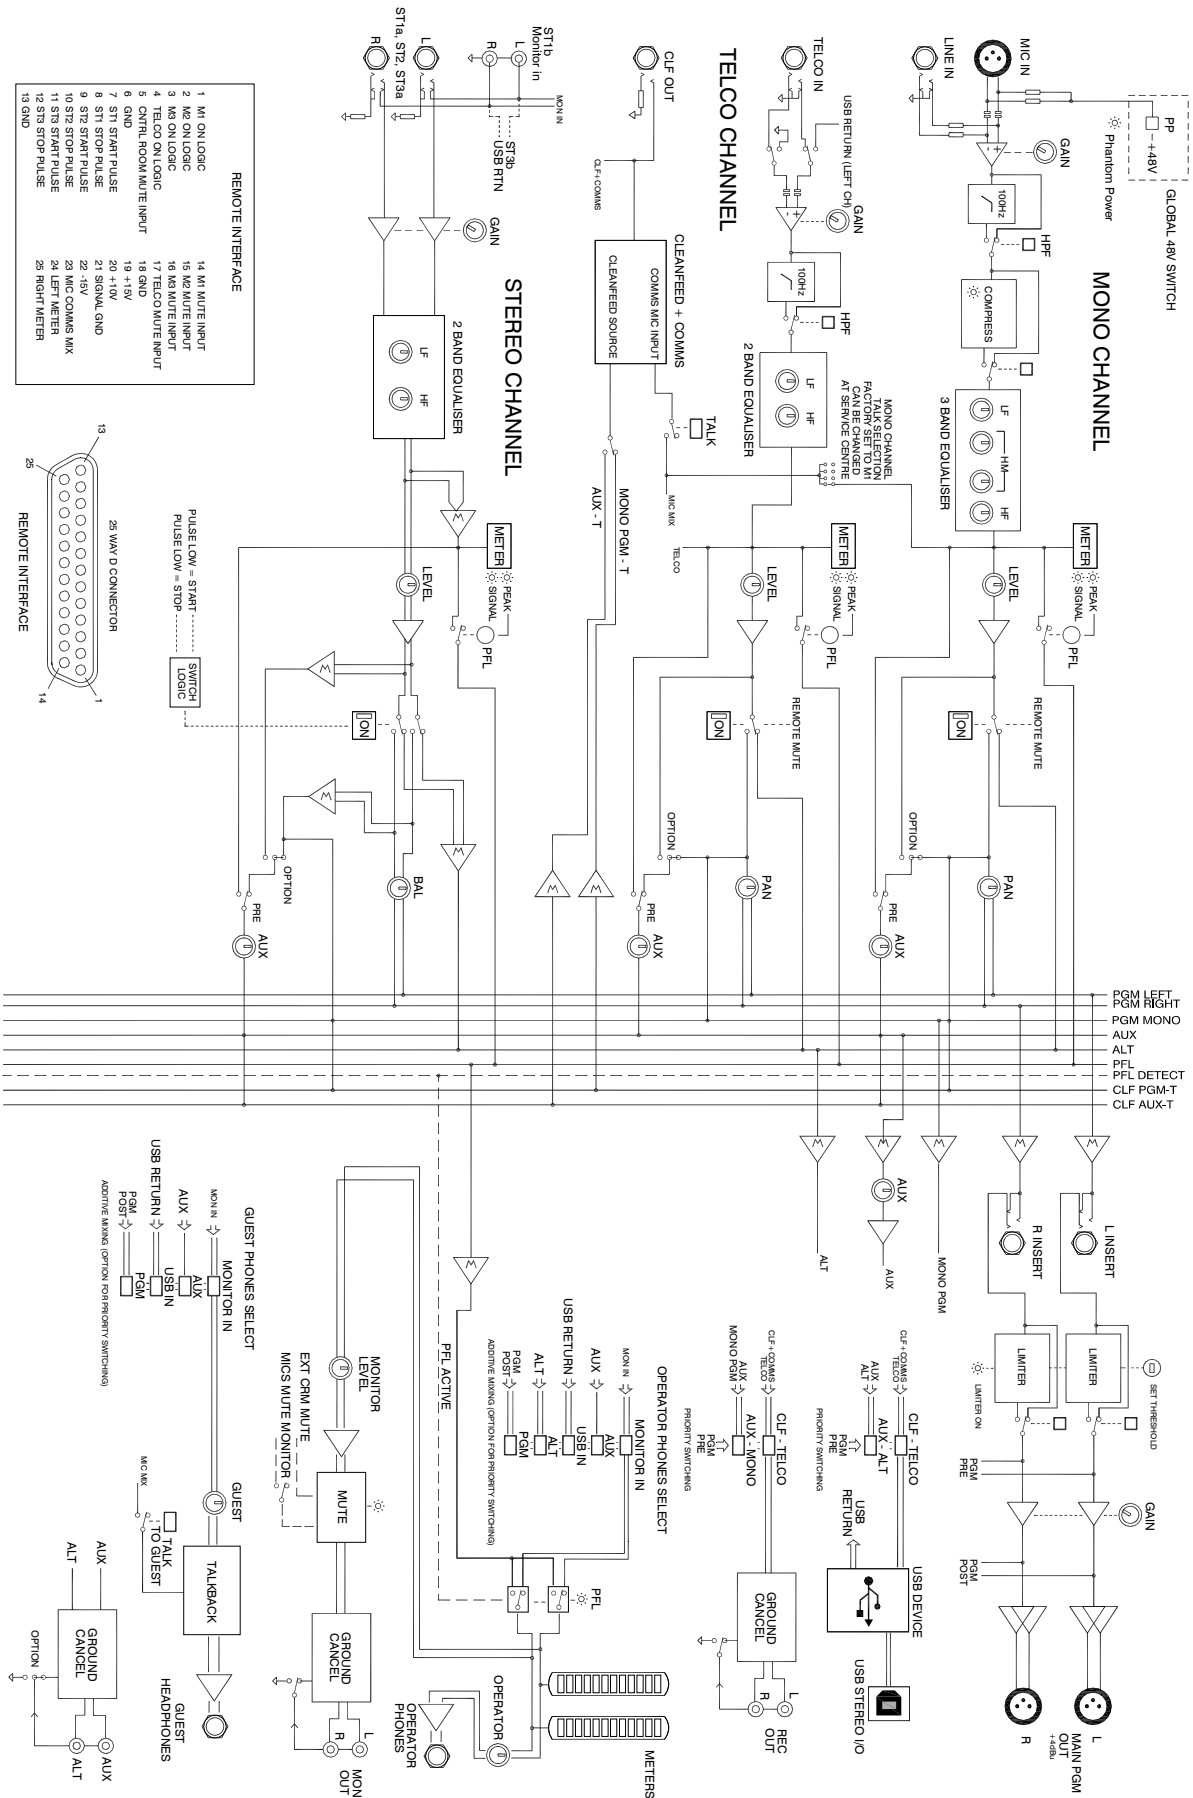 GLOBAL 48V SWITCH
PP
+48V
Phantom Power
MONO CHANNEL
MIC IN
LINE IN
GAIN
100Hz
HPF
COMPRESS
3 BAND EQUALISER
LF
HM
HF
METER
PEAK
SIGNAL
PFL
LEVEL
REMOTE MUTE
ON
OPTION
PAN
PRE
AUX
TELCO CHANNEL
TELCO IN
USB RETURN (LEFT CH)
GAIN
100Hz
HPF
2 BAND EQUALISER
LF
HF
MONO CHANNEL
TALK SELECTION
FACTORY SET TO M1
CAN BE CHANGED
AT SERVICE CENTRE
METER
PEAK
SIGNAL
PFL
LEVEL
TELCO
REMOTE MUTE
ON
OPTION
PAN
PRE
AUX
CLF OUT
CLF+COMMS
CLEANFEED + COMMS
COMMS MIC INPUT
CLEANFEED SOURCE
TALK
MIC MIX
MONO PGM - T
AUX - T
STEREO CHANNEL
ST1b
Monitor in
L
R
MON IN
ST3b
USB RTN
ST1a, ST2, ST3a
L
R
GAIN
2 BAND EQUALISER
LF
HF
METER
PEAK
SIGNAL
PFL
LEVEL
ON
SWITCH
LOGIC
PULSE LOW = START
PULSE LOW = STOP
OPTION
BAL
PRE
AUX
REMOTE INTERFACE
1 M1 ON LOGIC
2 M2 ON LOGIC
3 M3 ON LOGIC
4 TELCO ON LOGIC
5 CNTRL ROOM MUTE INPUT
6 GND
7 ST1 START PULSE
8 ST1 STOP PULSE
9 ST2 START PULSE
10 ST2 STOP PULSE
11 ST3 START PULSE
12 ST3 STOP PULSE
13 GND
14 M1 MUTE INPUT
15 M2 MUTE INPUT
16 M3 MUTE INPUT
17 TELCO MUTE INPUT
18 GND
19 +15V
20 +10V
21 SIGNAL GND
22 -15V
23 MIC COMMS MIX
24 LEFT METER
25 RIGHT METER
13
25
1
14
25 WAY D CONNECTOR
REMOTE INTERFACE
PGM LEFT
PGM RIGHT
PGM MONO
AUX
ALT
PFL
PFL DETECT
CLF PGM-T
CLF AUX-T
L INSERT
R INSERT
LIMITER
LIMITER
SET THRESHOLD
LIMITER ON
PGM
PRE
GAIN
PGM
POST
L
MAIN PGM
OUT
+4dBu
R
MONO PGM
AUX
AUX
ALT
CLF+COMMS
TELCO
CLF - TELCO
AUX
ALT
AUX - ALT
PGM
PRE
PRIORITY SWITCHING
USB
RETURN
USB DEVICE
USB STEREO I/O
CLF+COMMS
TELCO
CLF - TELCO
AUX
MONO PGM
AUX - MONO
PGM
PRE
PRIORITY SWITCHING
GROUND
CANCEL
L
R
REC
OUT
OPERATOR PHONES SELECT
MON IN
MONITOR IN
AUX
AUX
USB RETURN
USB IN
ALT
ALT
PGM
POST
PGM
ADDITIVE MIXING (OPTION FOR PRIORITY SWITCHING)
PFL ACTIVE
PFL
METERS
OPERATOR
OPERATOR
PHONES
MONITOR
LEVEL
EXT CRM MUTE
MICS MUTE MONITOR
MUTE
GROUND
CANCEL
L
R
MON
OUT
GUEST PHONES SELECT
MON IN
MONITOR IN
AUX
AUX
USB RETURN
USB IN
PGM
POST
PGM
ADDITIVE MIXING (OPTION FOR PRIORITY SWITCHING)
GUEST
MIC MIX
TALK
TO GUEST
TALKBACK
GUEST
HEADPHONES
AUX
ALT
GROUND
CANCEL
OPTION
AUX
ALT